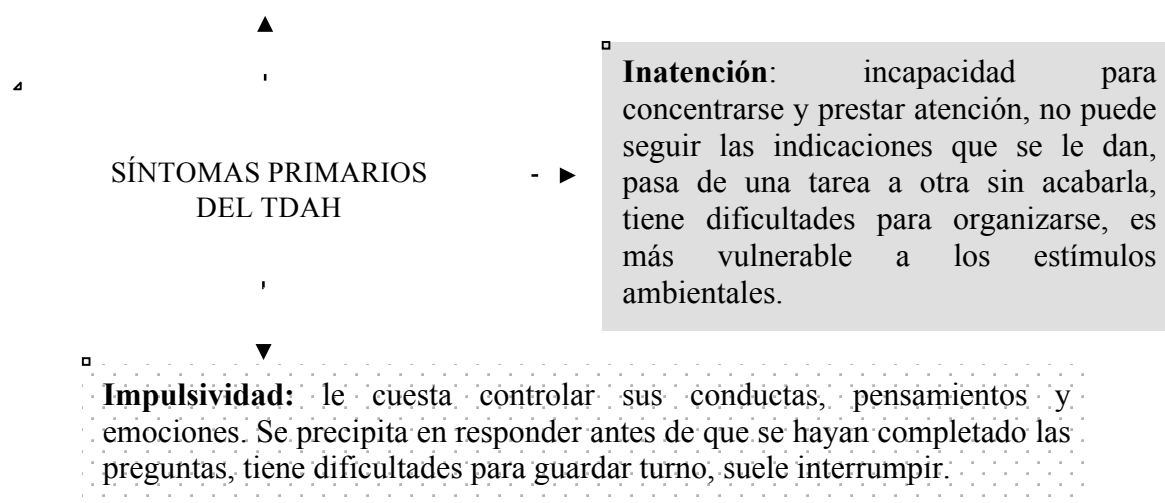 SÍNTOMAS PRIMARIOS
DEL TDAH
Inatención: incapacidad para
concentrarse y prestar atención, no puede
seguir las indicaciones que se le dan,
pasa de una tarea a otra sin acabarla,
tiene dificultades para organizarse, es
más vulnerable a los estímulos
ambientales.
Impulsividad: le cuesta controlar sus conductas, pensamientos y
emociones. Se precipita en responder antes de que se hayan completado las
preguntas, tiene dificultades para guardar turno, suele interrumpir.